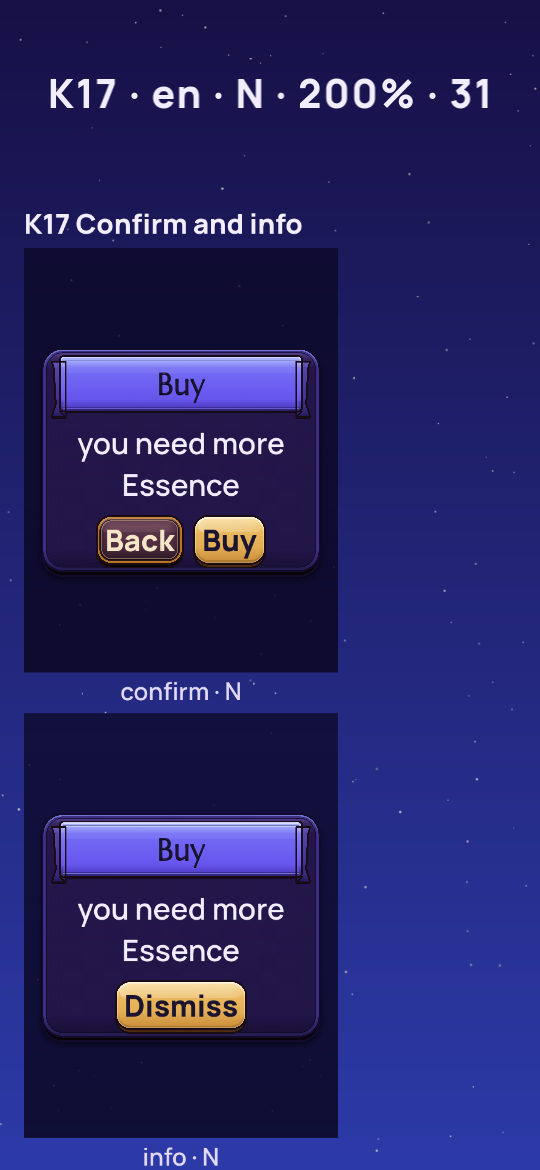 K17 · en · N · 200% · 31
K17 Confirm and info
Buy
you need more
Essence
Back
Buy
confirm · N
Buy
you need more
Essence
Dismiss
info · N